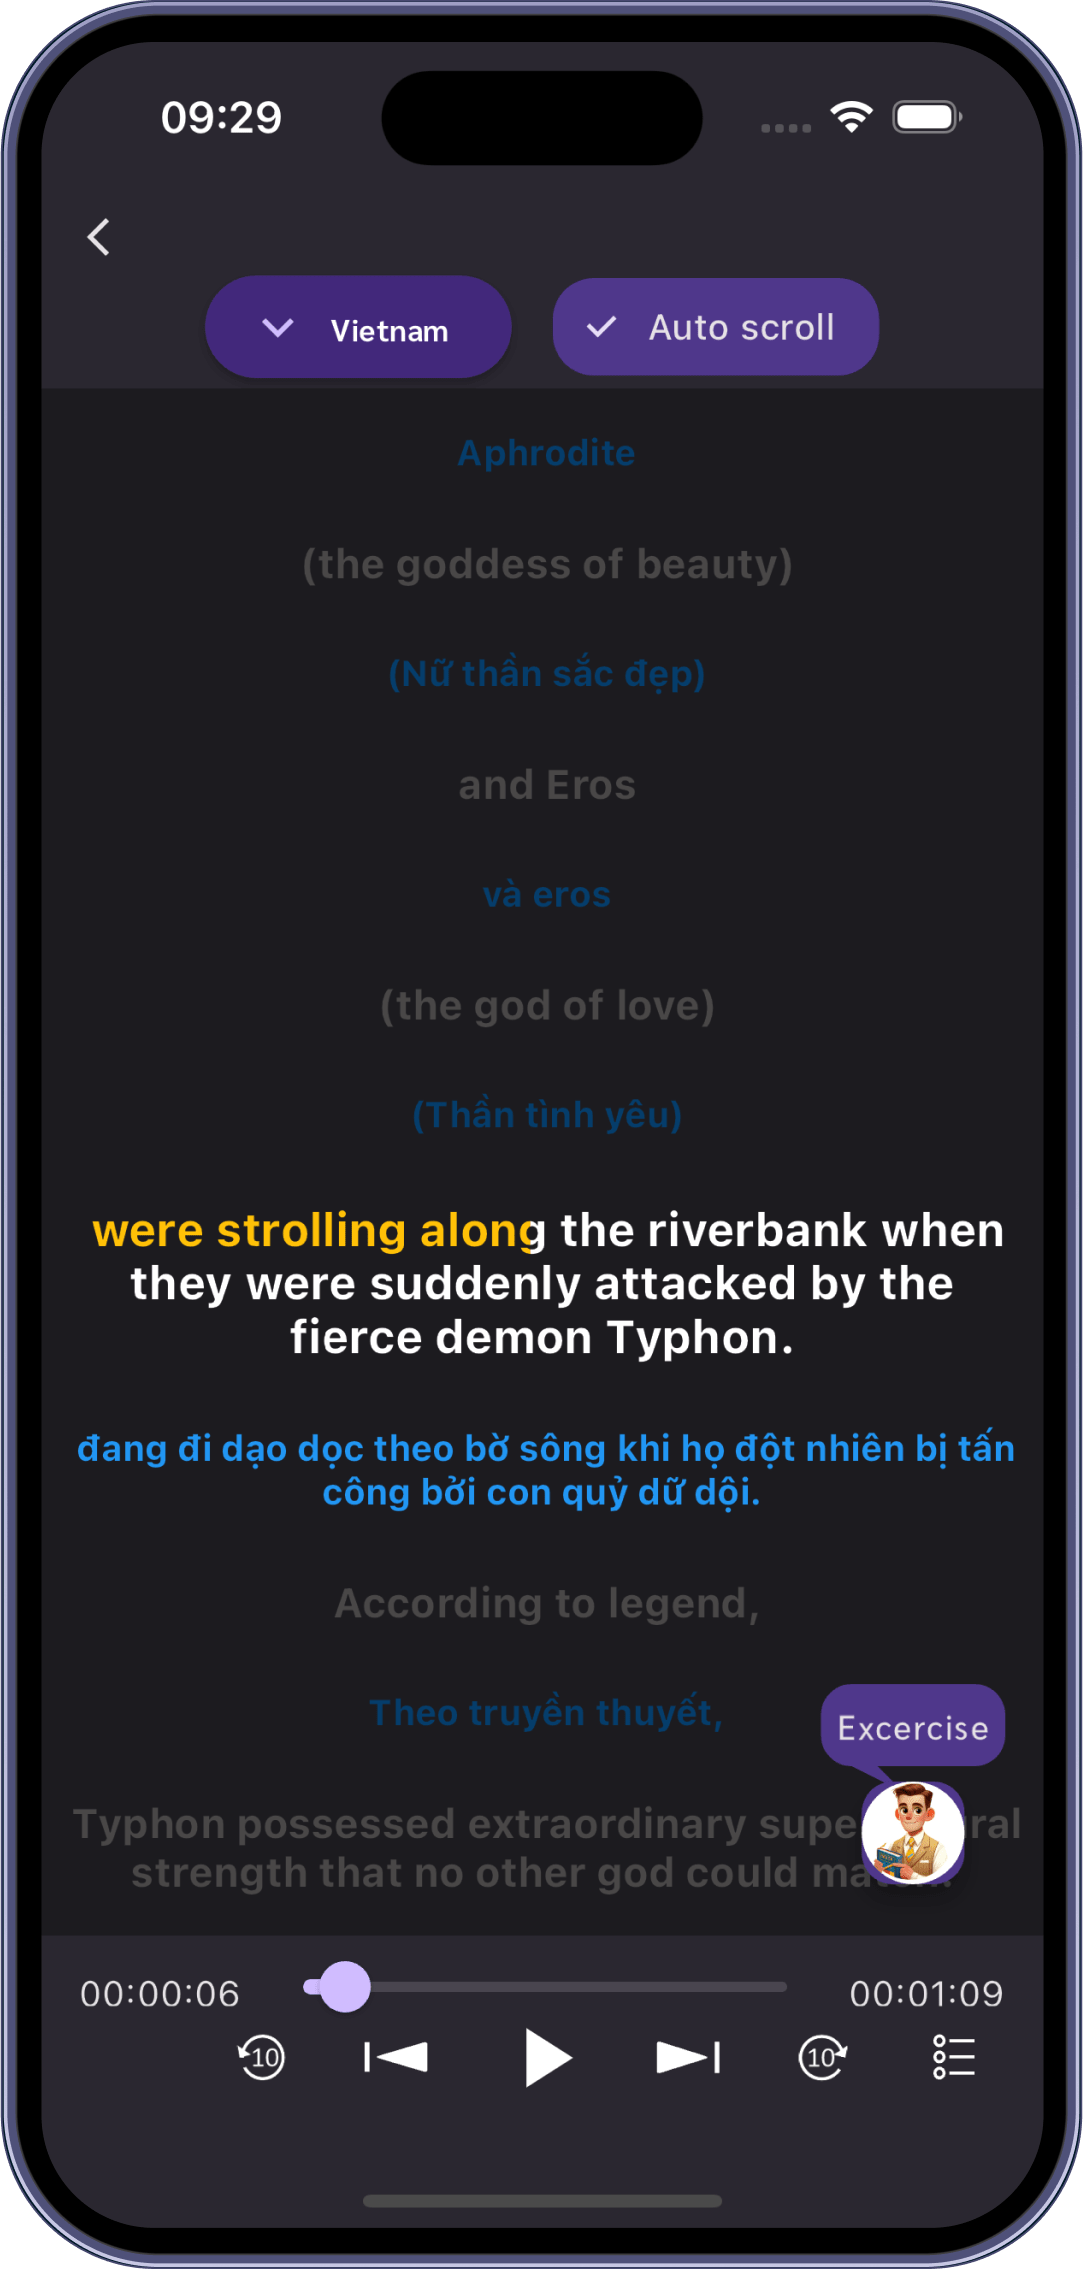 09:29
Vietnam
Auto scroll
Aphrodite
(the goddess of beauty)
(Nữ thần sắc đẹp)
and Eros
và eros
(the god of love)
(Thần tình yêu)
were strolling along the riverbank when
they were suddenly attacked by the
fierce demon Typhon.
đang đi dạo dọc theo bờ sông khi họ đột nhiên bị tấn
công bởi con quỷ dữ dội.
According to legend,
Theo truyền thuyết,
Excercise
Typhon possessed extraordinary
strength that no other god could
00:00:06
00:01:09
10
10